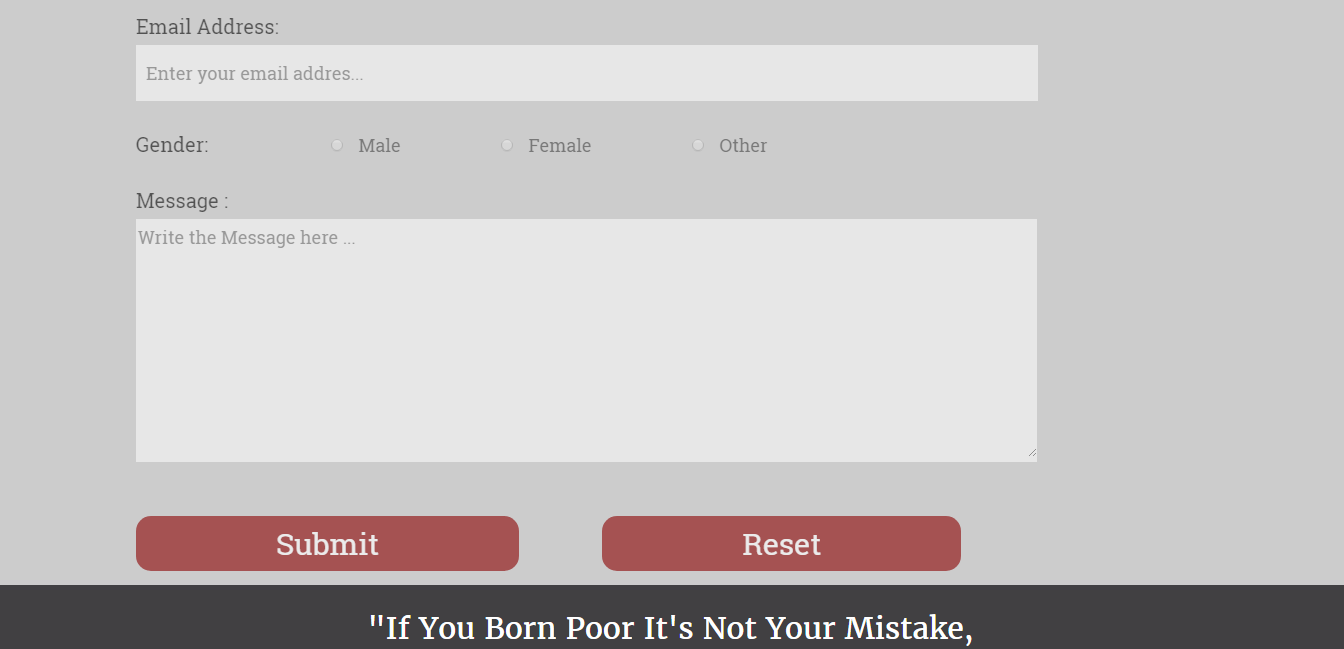 Email Address:
Enter your email addres...
Gender: Male Female Other
Message :
Write the Message here ...
Submit Reset
"If You Born Poor It's Not Your Mistake,